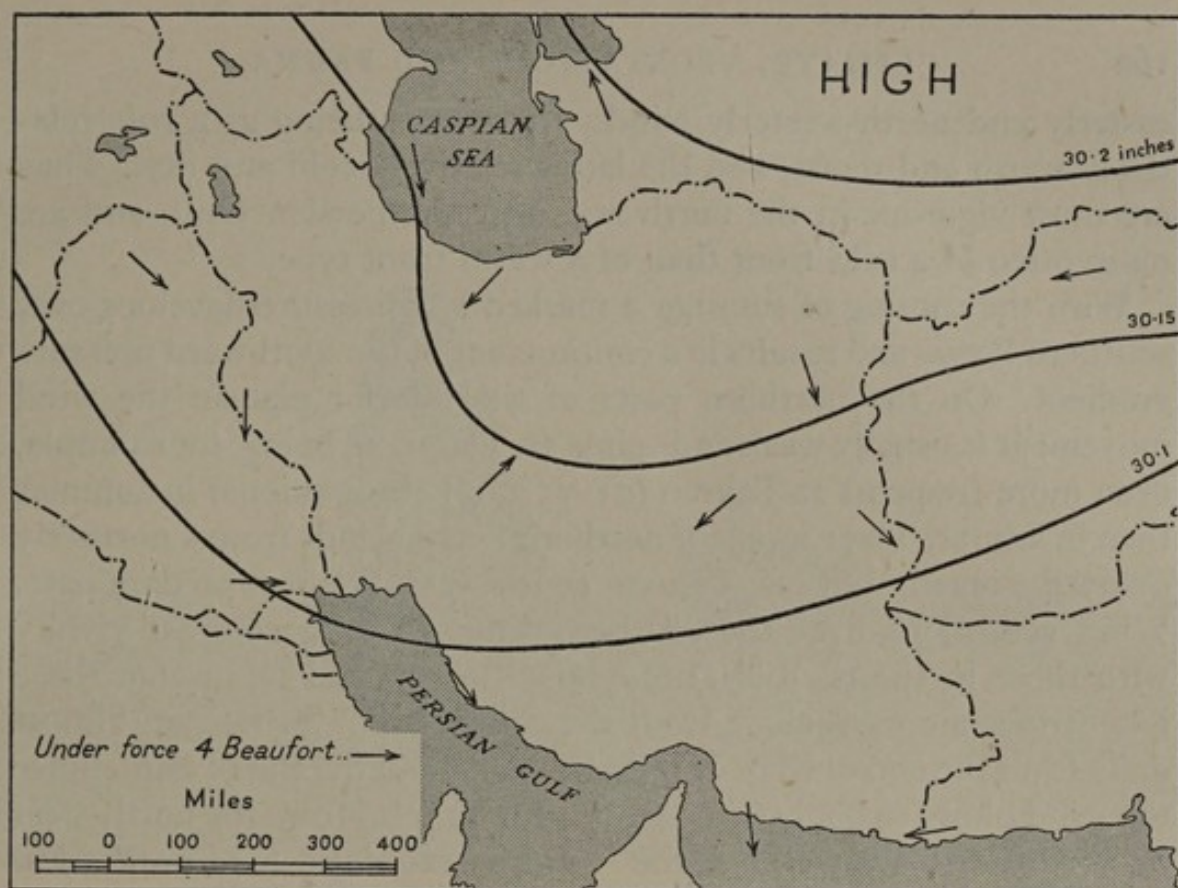 HIGH
CASPIAN
SEA
30·2 inches
30·15
30·1
PERSIAN GULF
Under force 4 Beaufort..
Miles
100 0 100 200 300 400